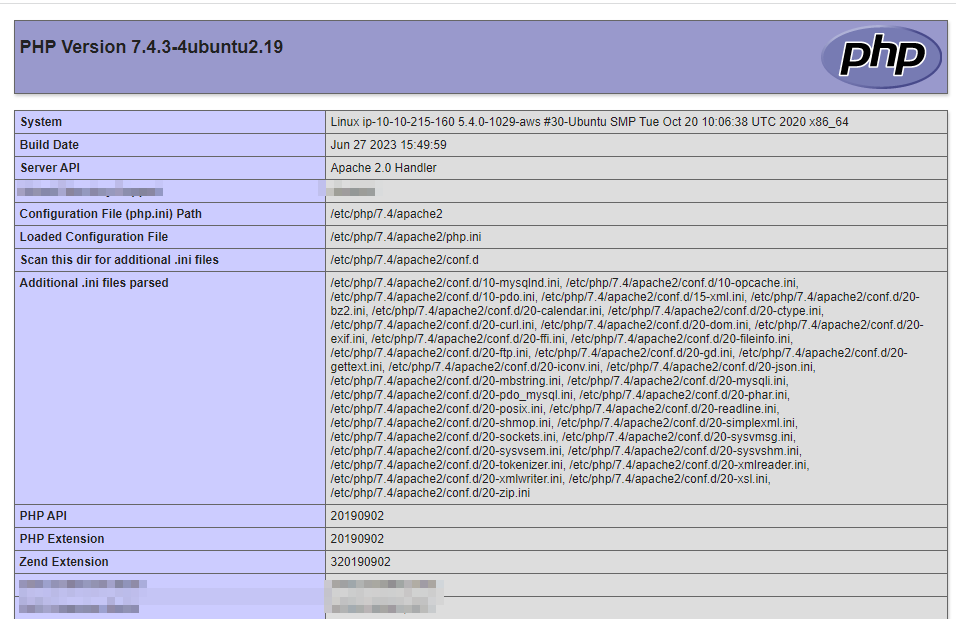 PHP Version 7.4.3-4ubuntu2.19
php
System Linux ip-10-10-215-160 5.4.0-1029-aws #30-Ubuntu SMP Tue Oct 20 10:06:38 UTC 2020 x86_64
Build Date Jun 27 2023 15:49:59
Server API Apache 2.0 Handler
Configuration File (php.ini) Path /etc/php/7.4/apache2
Loaded Configuration File /etc/php/7.4/apache2/php.ini
Scan this dir for additional .ini files /etc/php/7.4/apache2/conf.d
Additional .ini files parsed /etc/php/7.4/apache2/conf.d/10-mysqlnd.ini, /etc/php/7.4/apache2/conf.d/10-opcache.ini,
/etc/php/7.4/apache2/conf.d/10-pdo.ini, /etc/php/7.4/apache2/conf.d/15-xml.ini, /etc/php/7.4/apache2/conf.d/20-
bz2.ini, /etc/php/7.4/apache2/conf.d/20-calendar.ini, /etc/php/7.4/apache2/conf.d/20-ctype.ini,
/etc/php/7.4/apache2/conf.d/20-curl.ini, /etc/php/7.4/apache2/conf.d/20-dom.ini, /etc/php/7.4/apache2/conf.d/20-
exif.ini, /etc/php/7.4/apache2/conf.d/20-ffi.ini, /etc/php/7.4/apache2/conf.d/20-fileinfo.ini,
/etc/php/7.4/apache2/conf.d/20-ftp.ini, /etc/php/7.4/apache2/conf.d/20-gd.ini, /etc/php/7.4/apache2/conf.d/20-
gettext.ini, /etc/php/7.4/apache2/conf.d/20-iconv.ini, /etc/php/7.4/apache2/conf.d/20-json.ini,
/etc/php/7.4/apache2/conf.d/20-mbstring.ini, /etc/php/7.4/apache2/conf.d/20-mysqli.ini,
/etc/php/7.4/apache2/conf.d/20-pdo_mysql.ini, /etc/php/7.4/apache2/conf.d/20-phar.ini,
/etc/php/7.4/apache2/conf.d/20-posix.ini, /etc/php/7.4/apache2/conf.d/20-readline.ini,
/etc/php/7.4/apache2/conf.d/20-shmop.ini, /etc/php/7.4/apache2/conf.d/20-simplexml.ini,
/etc/php/7.4/apache2/conf.d/20-sockets.ini, /etc/php/7.4/apache2/conf.d/20-sysvmsg.ini,
/etc/php/7.4/apache2/conf.d/20-sysvsem.ini, /etc/php/7.4/apache2/conf.d/20-sysvshm.ini,
/etc/php/7.4/apache2/conf.d/20-tokenizer.ini, /etc/php/7.4/apache2/conf.d/20-xmlreader.ini,
/etc/php/7.4/apache2/conf.d/20-xmlwriter.ini, /etc/php/7.4/apache2/conf.d/20-xsl.ini,
/etc/php/7.4/apache2/conf.d/20-zip.ini
PHP API 20190902
PHP Extension 20190902
Zend Extension 320190902